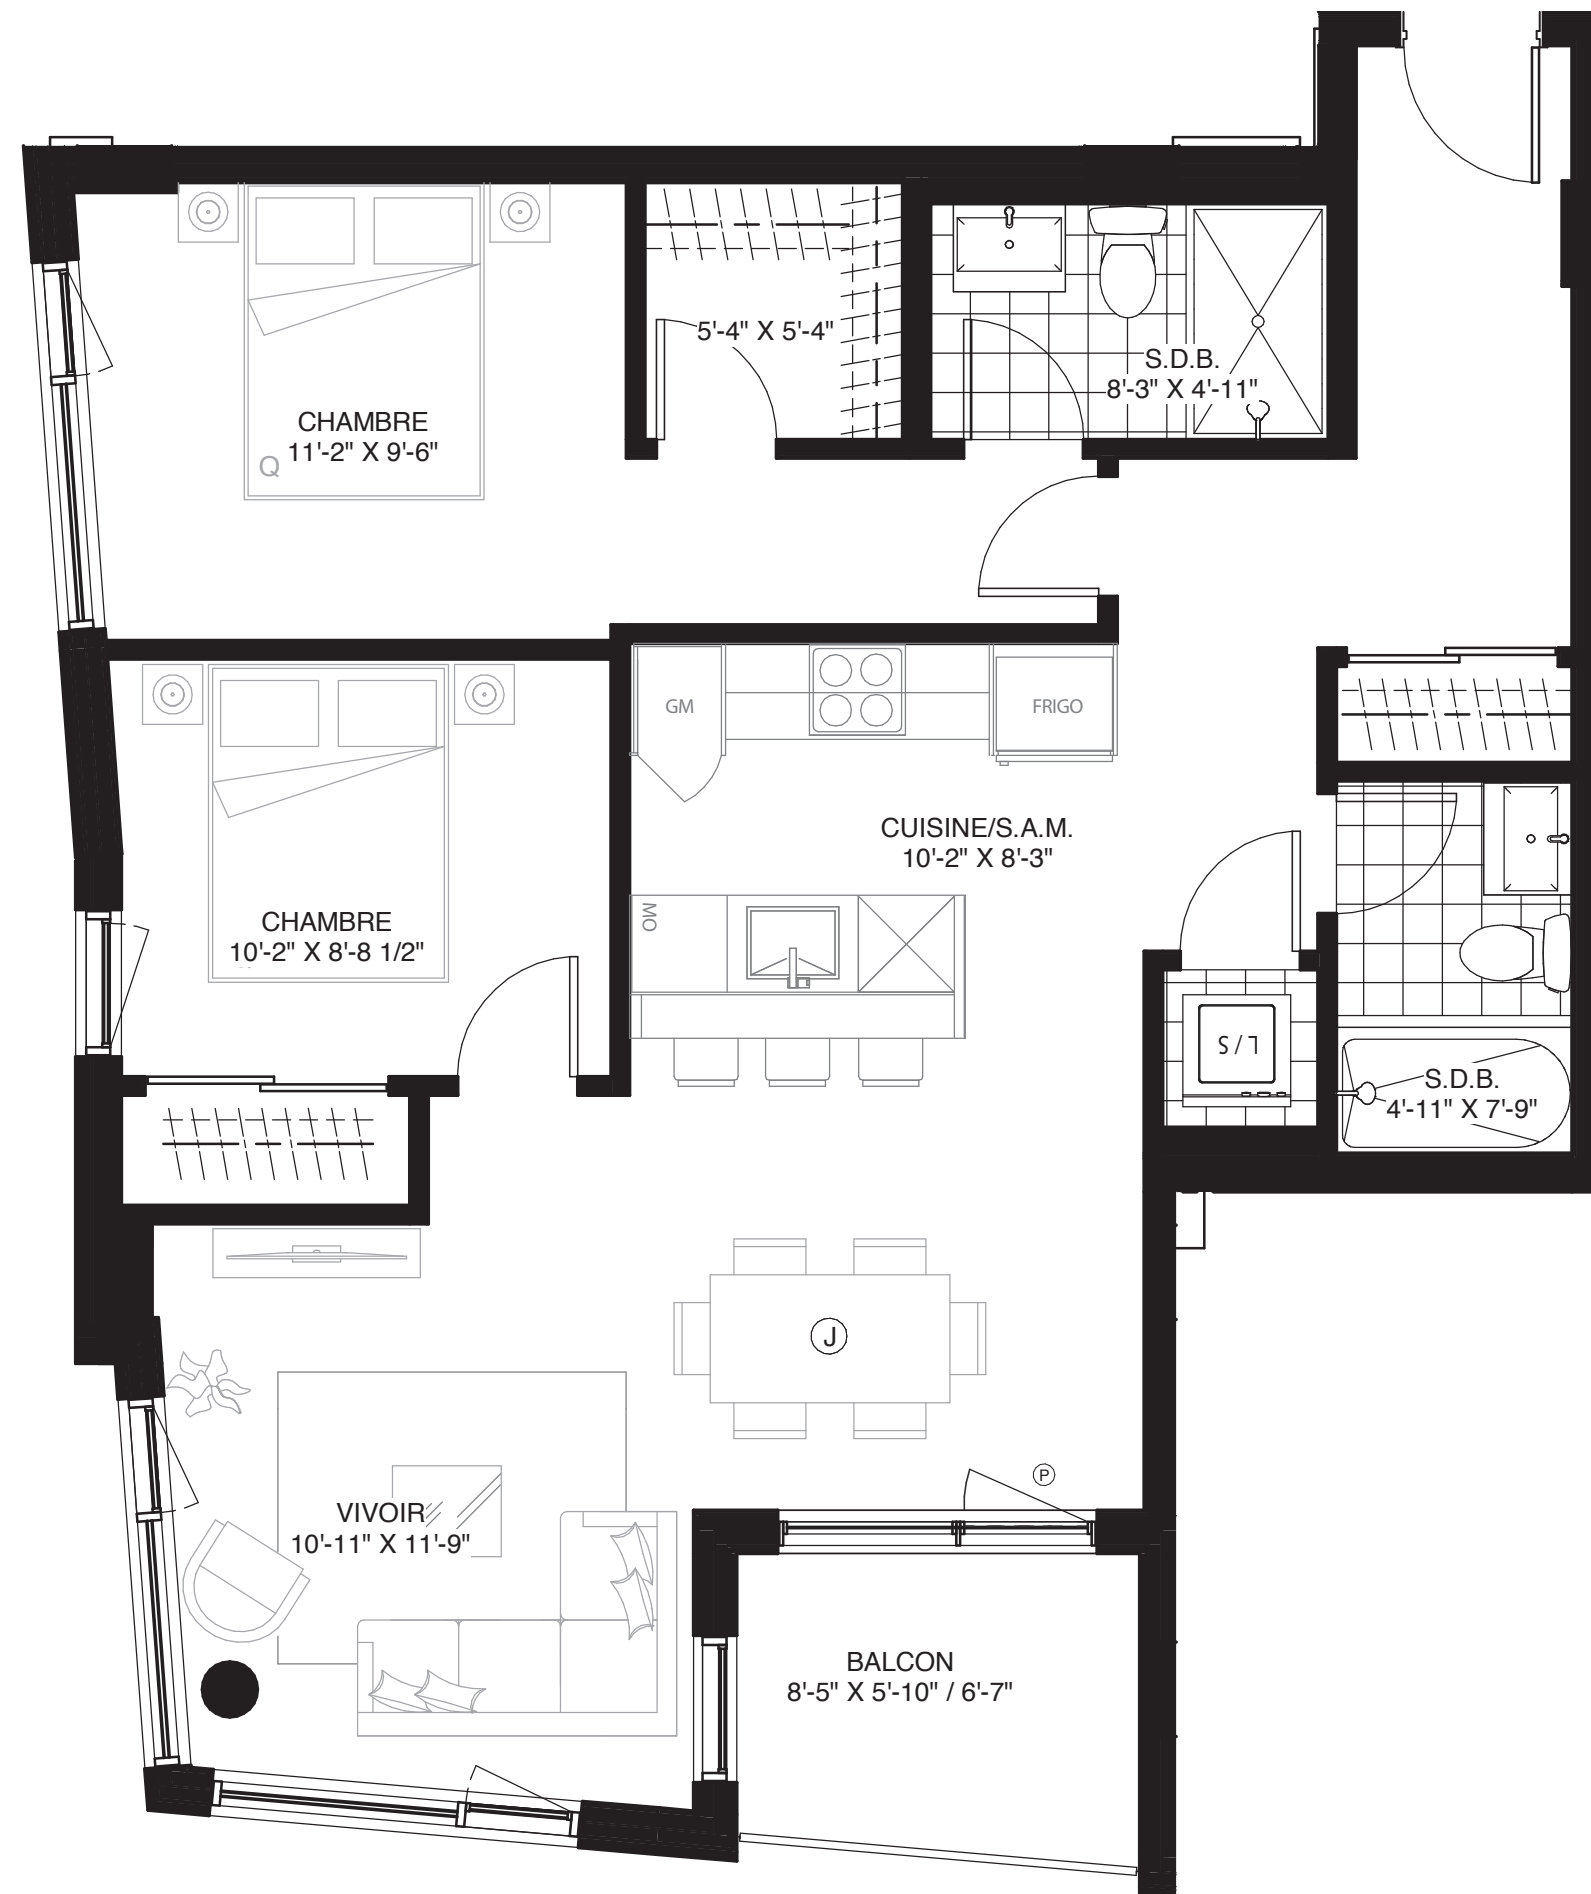 5'-4" X 5'-4"
S.D.B.
8'-3" X 4'-11"
CHAMBRE
11'-2" X 9'-6"
Q
GM
FRIGO
CUISINE/S.A.M.
10'-2" X 8'-3"
MO
CHAMBRE
10'-2" X 8'-8 1/2"
L / S
S.D.B.
4'-11" X 7'-9"
J
P
VIVOIR
10'-11" X 11'-9"
BALCON
8'-5" X 5'-10" / 6'-7"